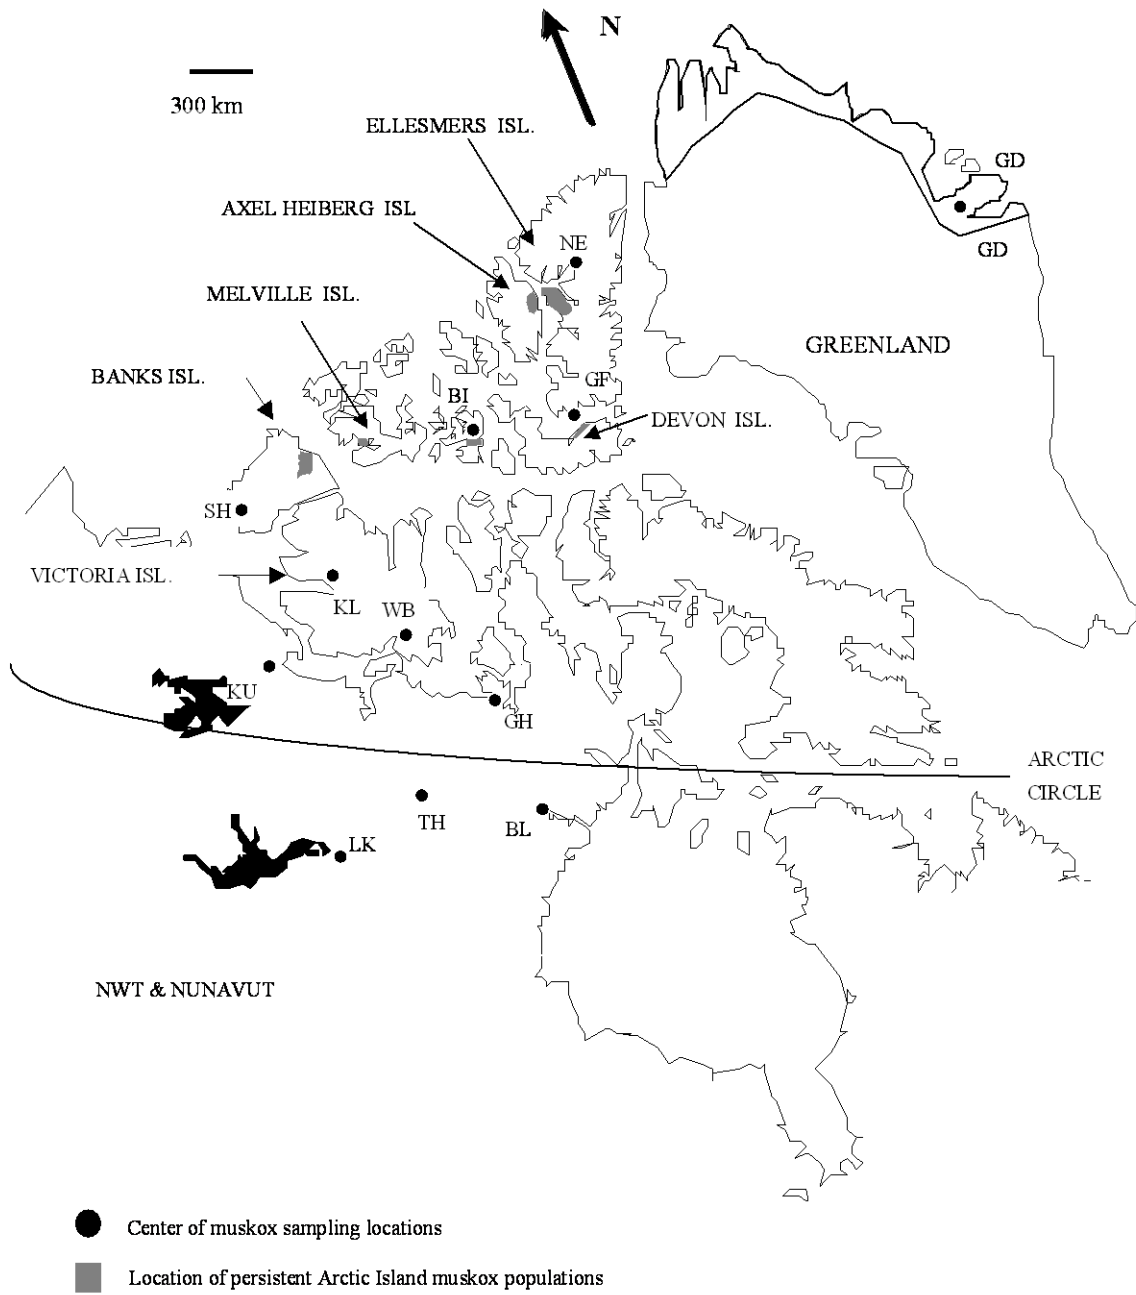 N
300 km
ELLESMERS ISL.
GD
AXEL HEIBERG ISL
NE
GD
MELVILLE ISL.
GREENLAND
BANKS ISL.
GF
BI
DEVON ISL.
SH
VICTORIA ISL.
KL
WB
KU
GH
ARCTIC
CIRCLE
TH
BL
LK
NWT & NUNAVUT
Center of muskox sampling locations
Location of persistent Arctic Island muskox populations